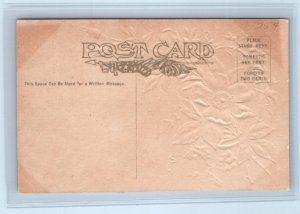 POST CARD
PLACE
STAMP HERE
DOMESTIC
ONE CENT
FOREIGN
TWO CENTS
This Space Can Be Used for a Written Message.